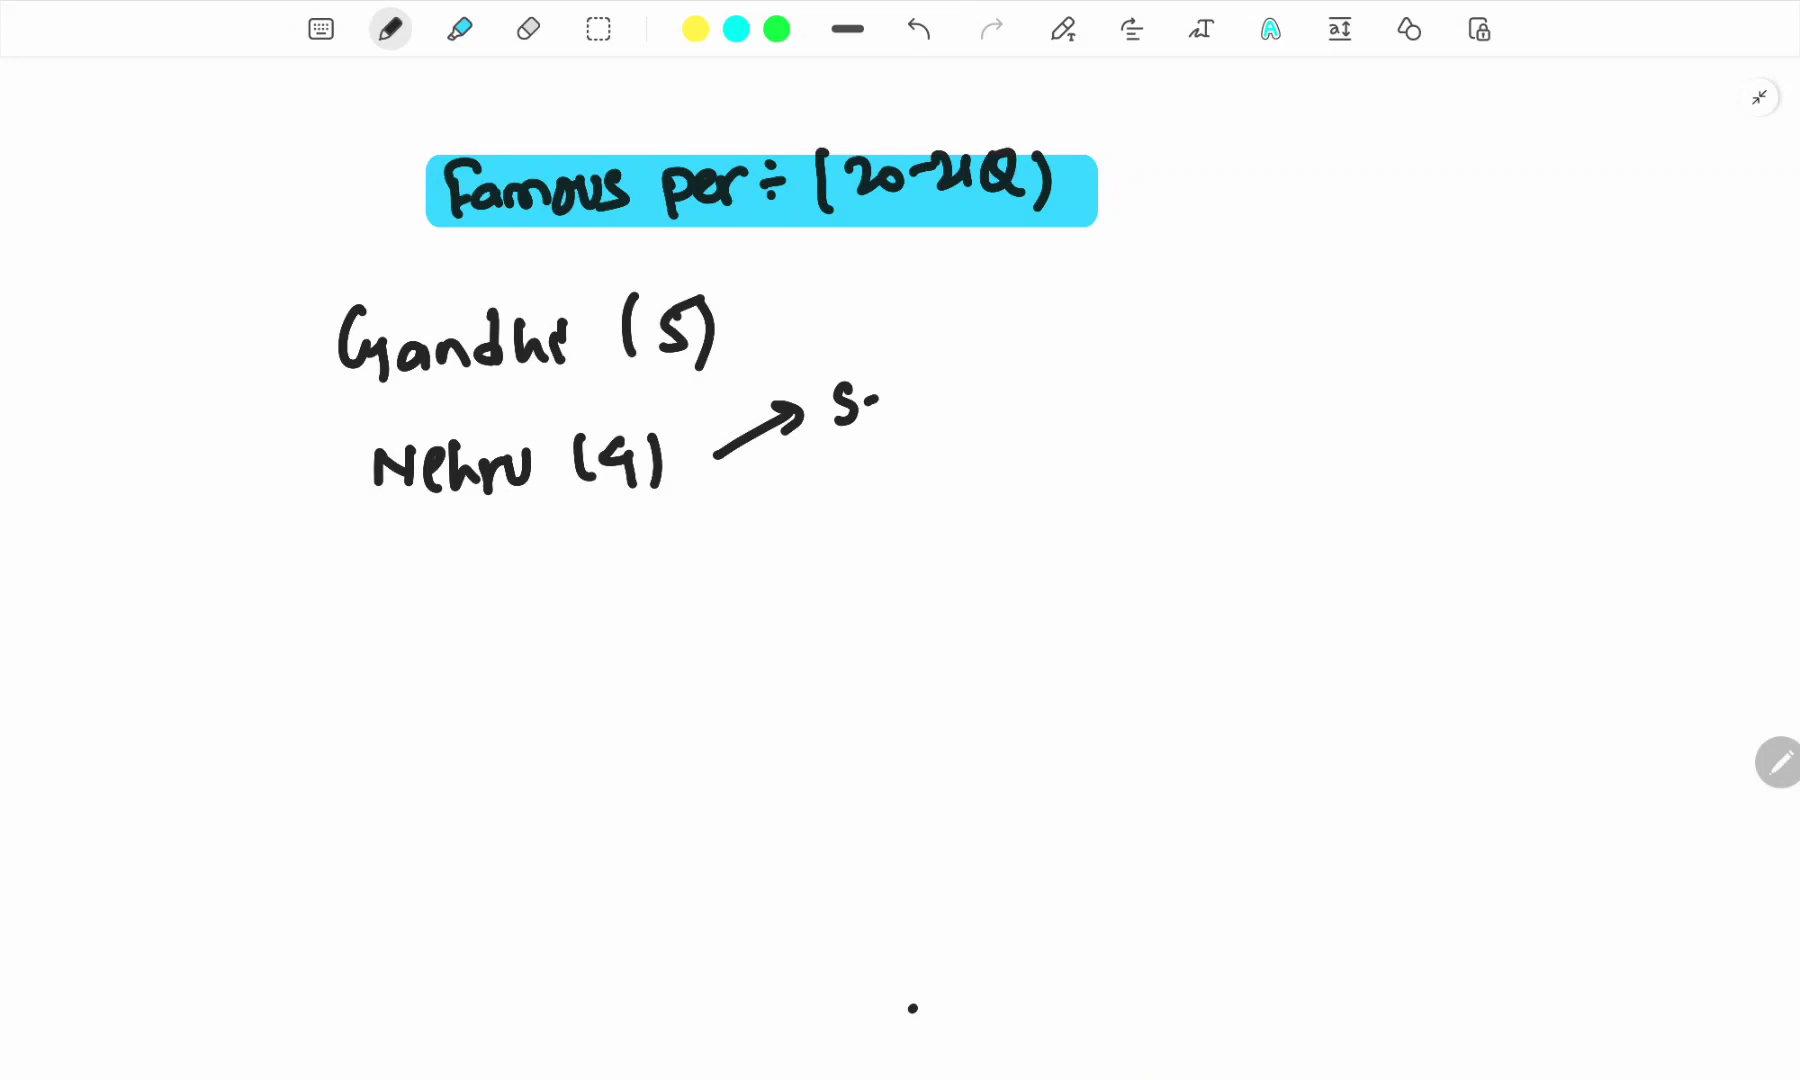 Famous per ÷ (20-21Q)
Gandhi (5)
S-
Nehru (4)